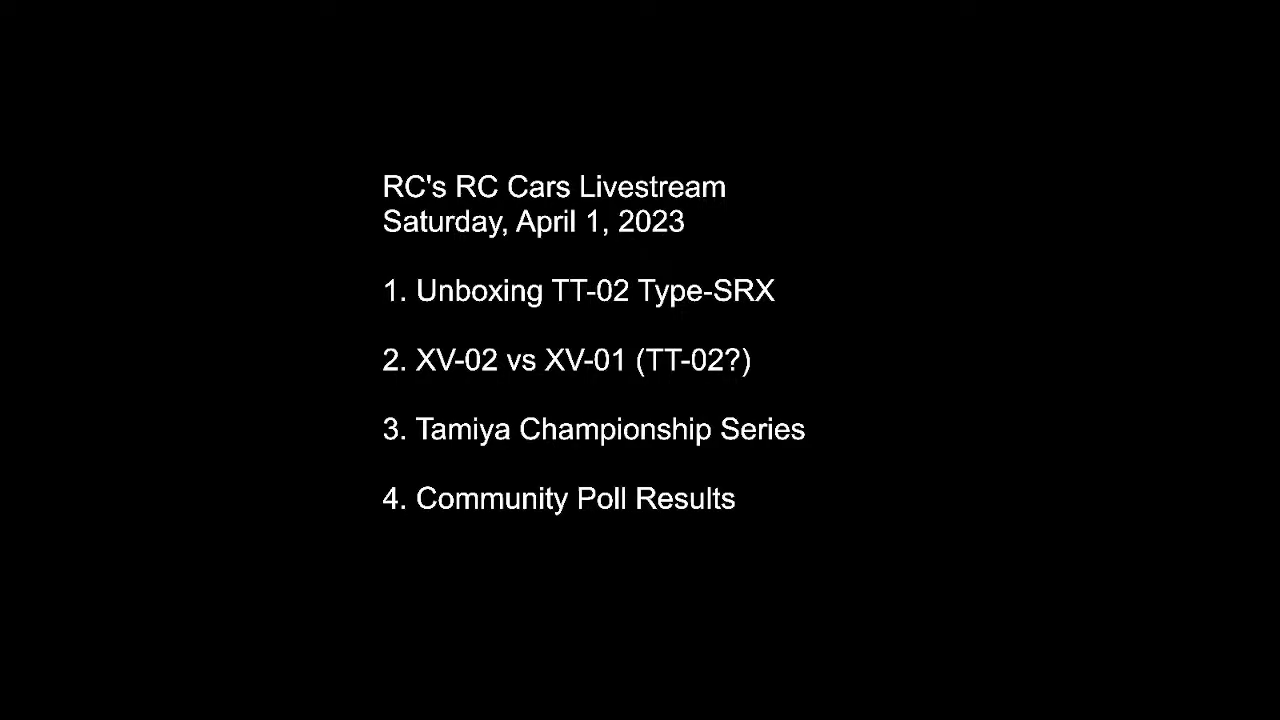 RC's RC Cars Livestream
Saturday, April 1, 2023
1. Unboxing TT-02 Type-SRX
2. XV-02 vs XV-01 (TT-02?)
3. Tamiya Championship Series
4. Community Poll Results